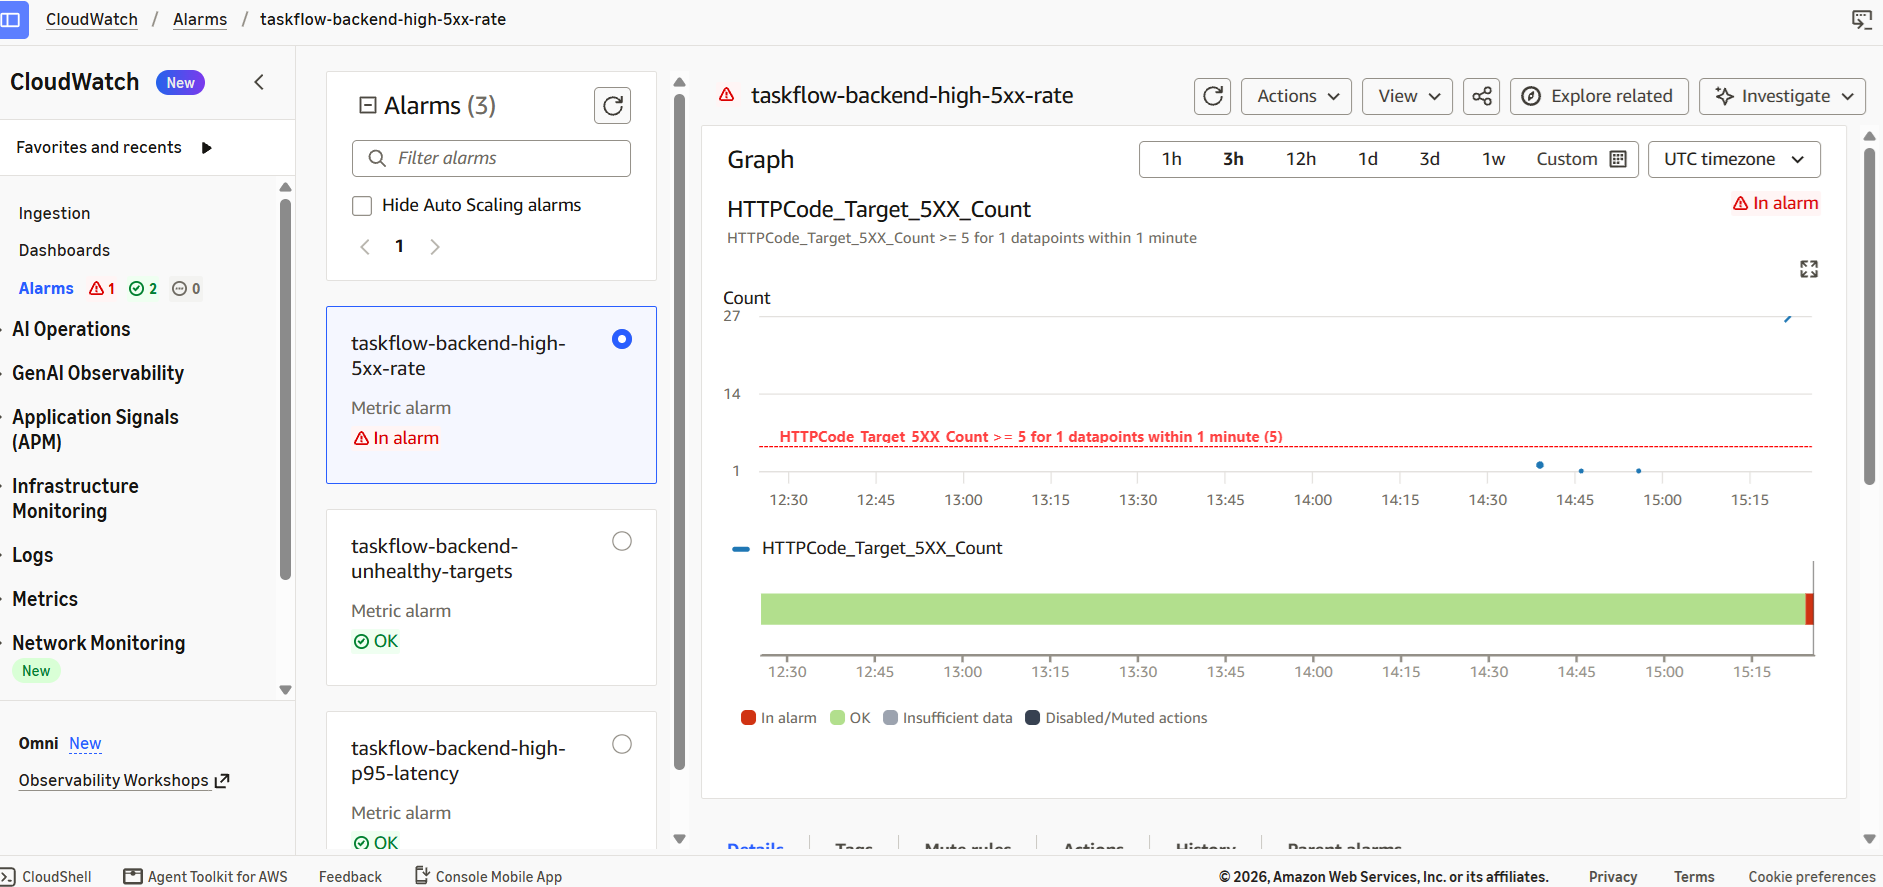 CloudWatch / Alarms / taskflow-backend-high-5xx-rate
CloudWatch New
Favorites and recents
Ingestion
Dashboards
Alarms 1 2 0
AI Operations
GenAI Observability
Application Signals
(APM)
Infrastructure
Monitoring
Logs
Metrics
Network Monitoring
New
Omni New
Observability Workshops
Alarms (3)
Filter alarms
Hide Auto Scaling alarms
1
taskflow-backend-high-
5xx-rate
Metric alarm
In alarm
taskflow-backend-
unhealthy-targets
Metric alarm
OK
taskflow-backend-high-
p95-latency
Metric alarm
OK
taskflow-backend-high-5xx-rate
Actions View Explore related Investigate
Graph
1h 3h 12h 1d 3d 1w Custom UTC timezone
HTTPCode_Target_5XX_Count
In alarm
HTTPCode_Target_5XX_Count >= 5 for 1 datapoints within 1 minute
Count
27
14
HTTPCode_Target_5XX_Count >= 5 for 1 datapoints within 1 minute (5)
1
12:30 12:45 13:00 13:15 13:30 13:45 14:00 14:15 14:30 14:45 15:00 15:15
HTTPCode_Target_5XX_Count
12:30 12:45 13:00 13:15 13:30 13:45 14:00 14:15 14:30 14:45 15:00 15:15
In alarm OK Insufficient data Disabled/Muted actions
Details Tags Mute rules Actions History Parent alarms
CloudShell Agent Toolkit for AWS Feedback Console Mobile App
© 2026, Amazon Web Services, Inc. or its affiliates. Privacy Terms Cookie preferences